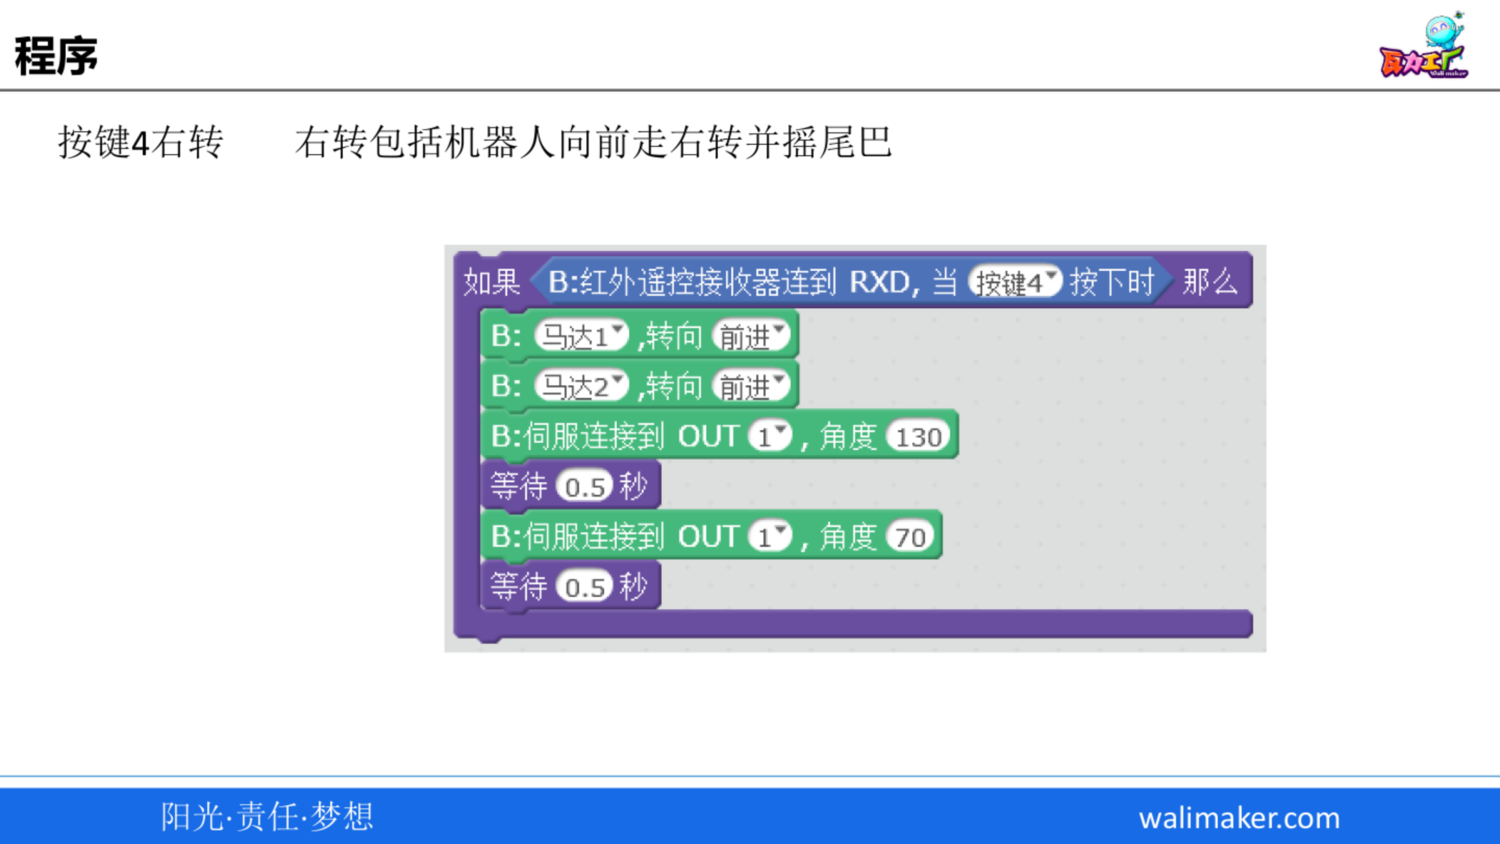 程序
瓦力工厂
Wali maker
按键4右转 右转包括机器人向前走右转并摇尾巴
如果 B:红外遥控接收器连到 RXD, 当 按键4 按下时 那么
B: 马达1 ,转向 前进
B: 马达2 ,转向 前进
B:伺服连接到 OUT 1 , 角度 130
等待 0.5 秒
B:伺服连接到 OUT 1 , 角度 70
等待 0.5 秒
阳光·责任·梦想
walimaker.com